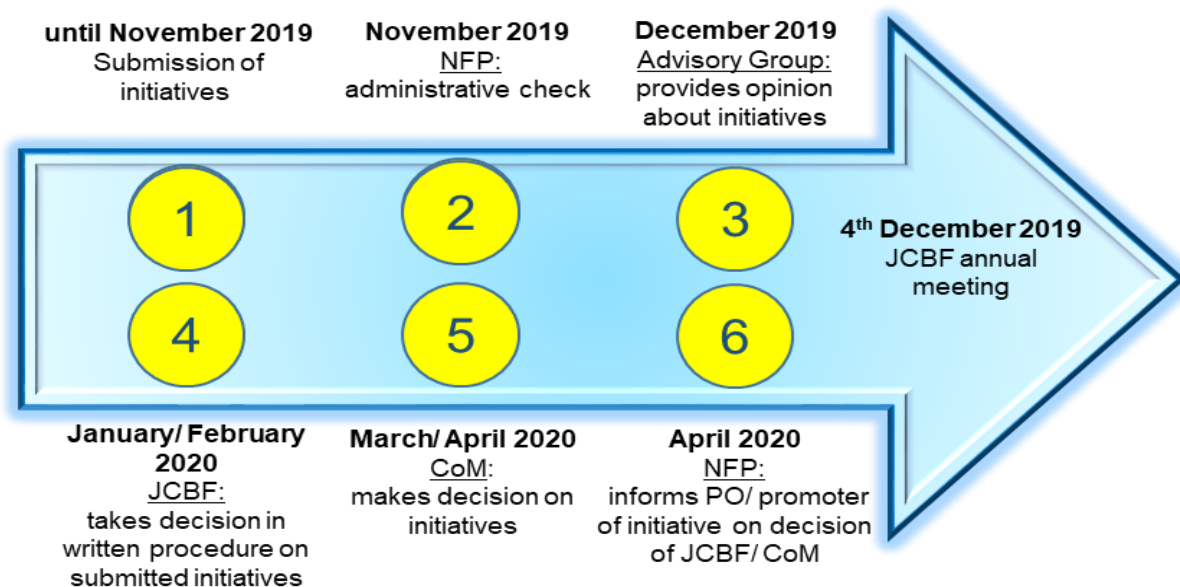 until November 2019
Submission of
initiatives
November 2019
NFP:
administrative check
December 2019
Advisory Group:
provides opinion
about initiatives
1
2
3
4th December 2019
JCBF annual
meeting
4
5
6
January/ February
2020
JCBF:
takes decision in
written procedure on
submitted initiatives
March/ April 2020
CoM:
makes decision on
initiatives
April 2020
NFP:
informs PO/ promoter
of initiative on decision
of JCBF/ CoM